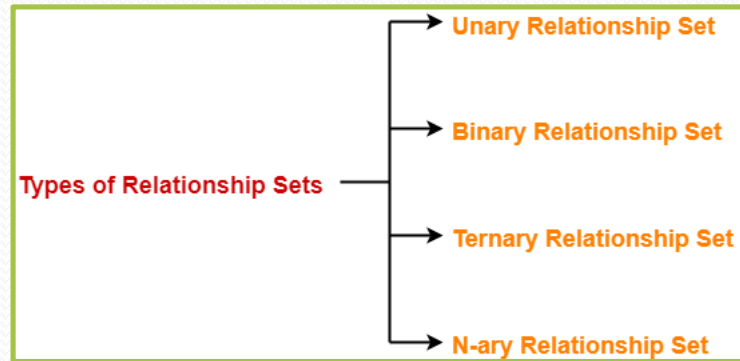 Unary Relationship Set
Binary Relationship Set
Types of Relationship Sets
Ternary Relationship Set
N-ary Relationship Set